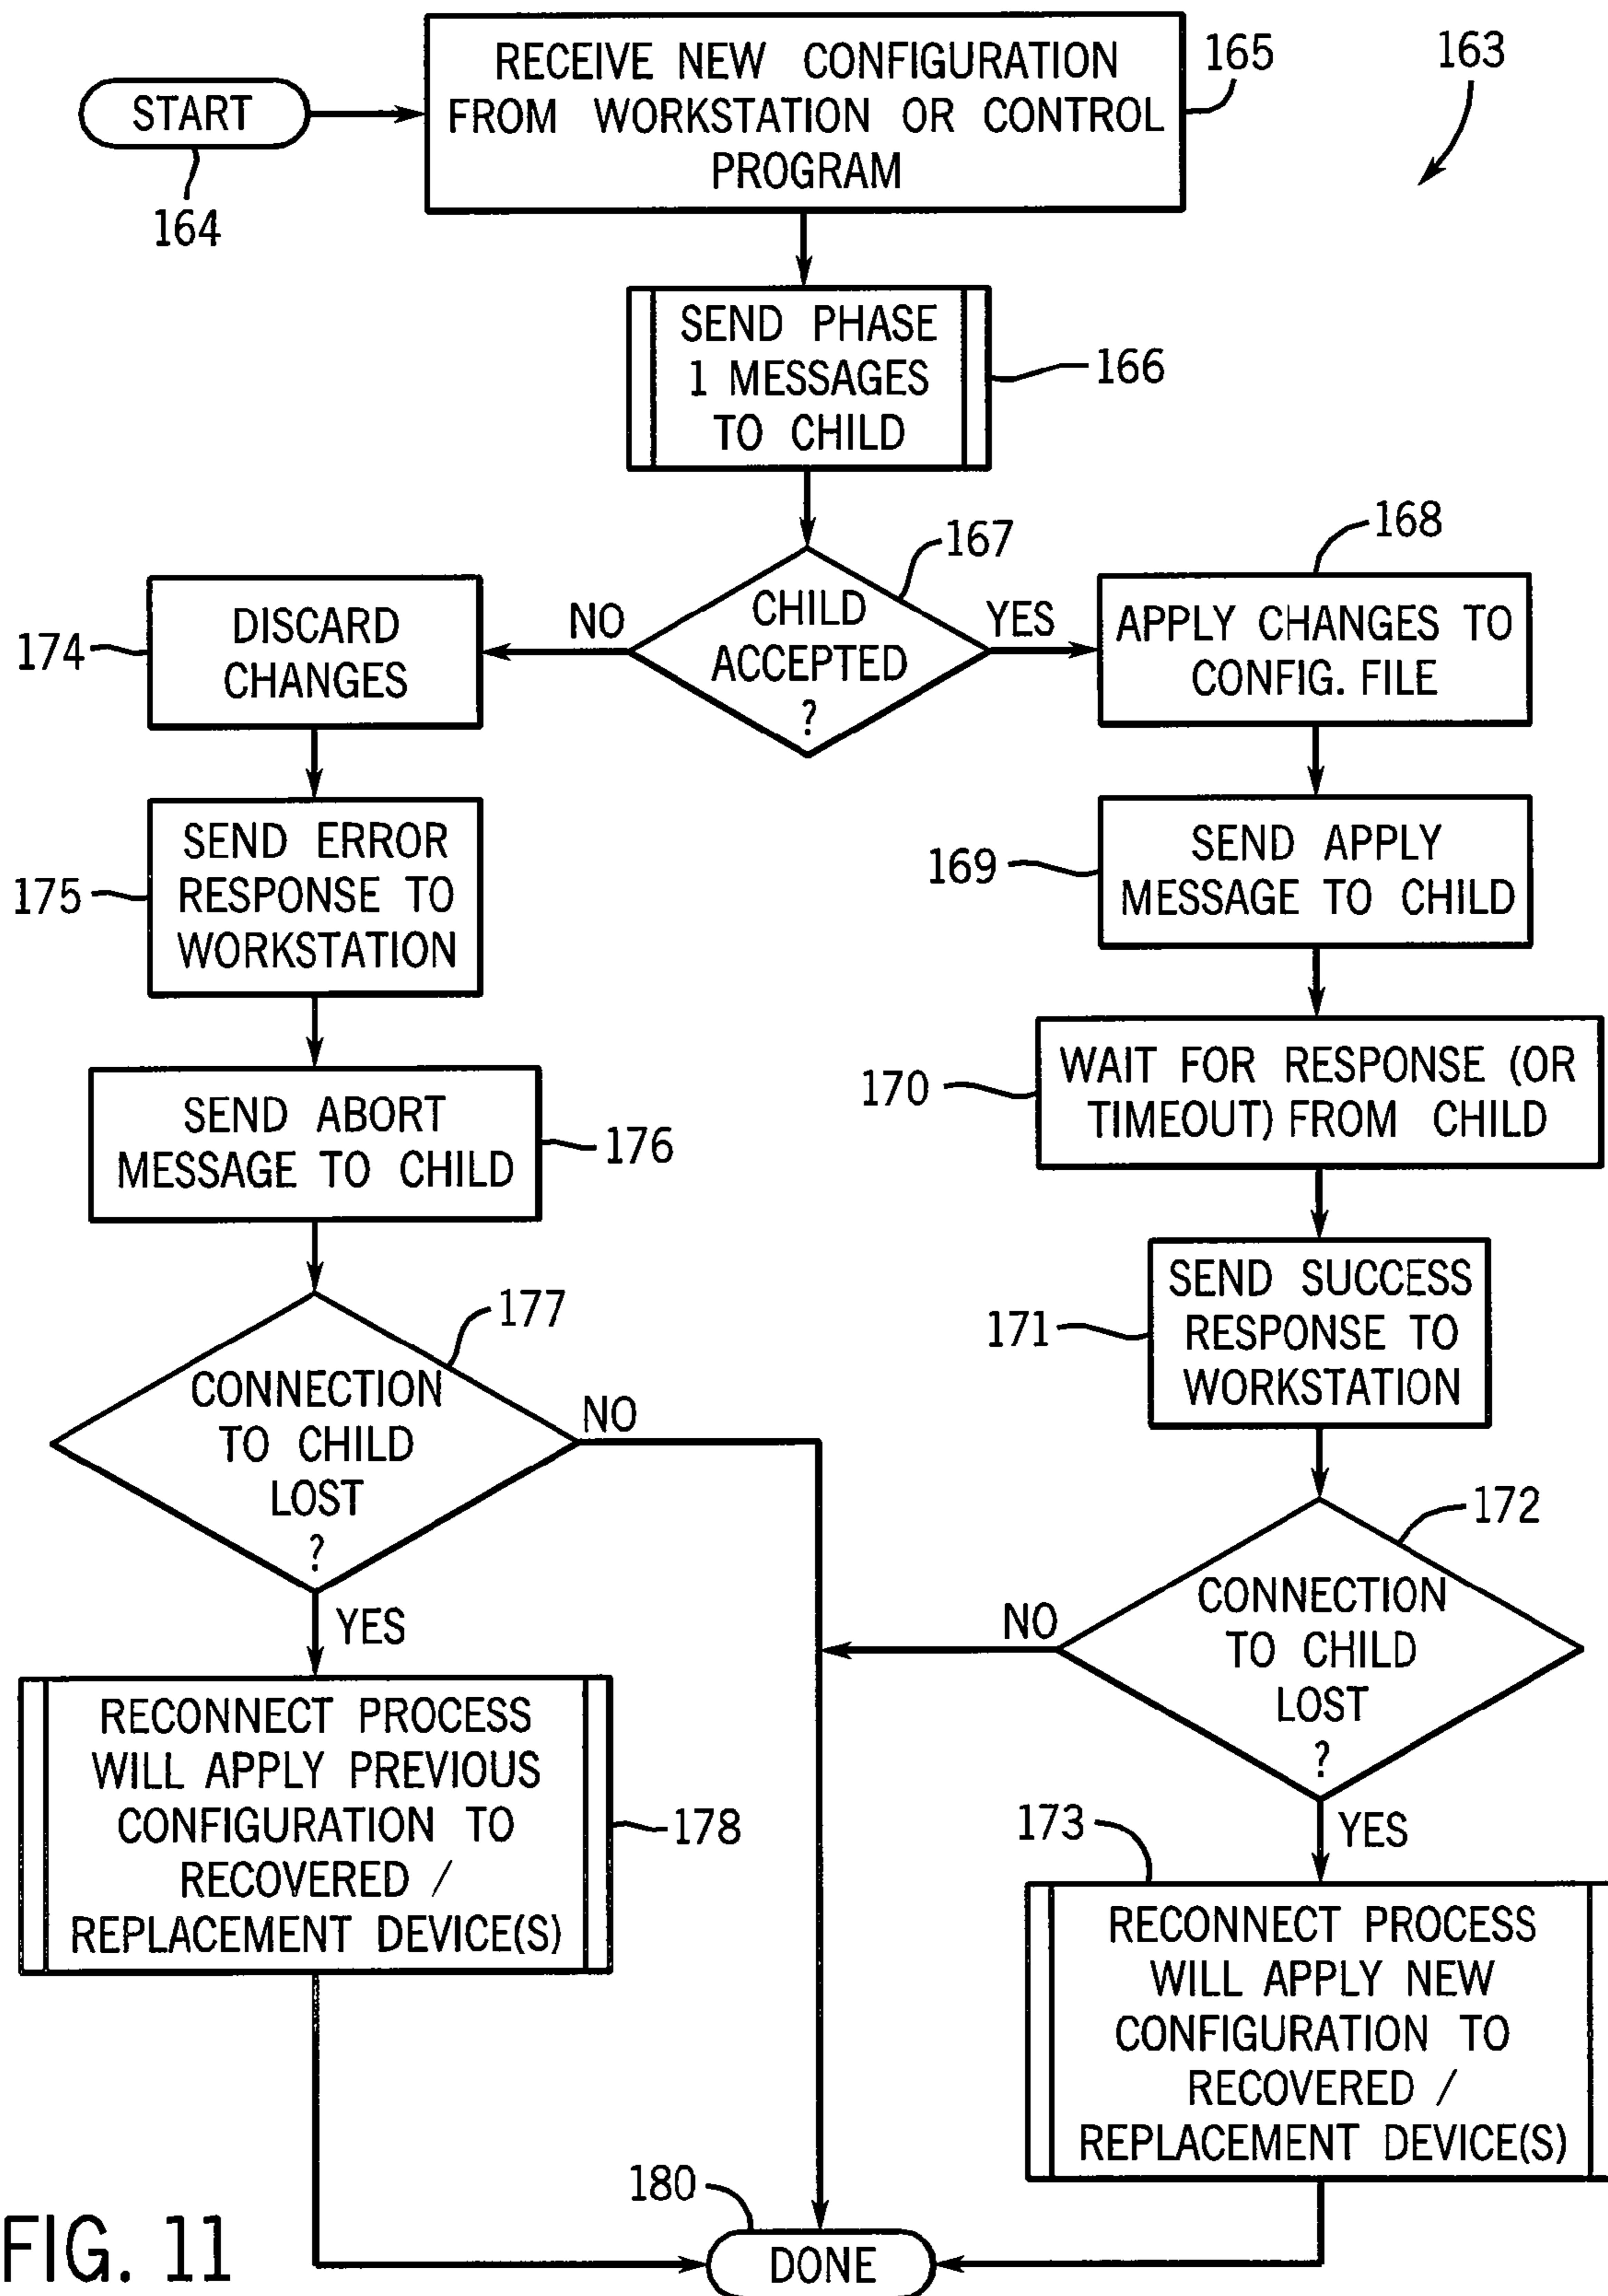 START
164
RECEIVE NEW CONFIGURATION
FROM WORKSTATION OR CONTROL
PROGRAM
165
163
SEND PHASE
1 MESSAGES
TO CHILD
166
CHILD
ACCEPTED
?
167
NO
YES
168
APPLY CHANGES TO
CONFIG. FILE
174
DISCARD
CHANGES
169
SEND APPLY
MESSAGE TO CHILD
175
SEND ERROR
RESPONSE TO
WORKSTATION
170
WAIT FOR RESPONSE (OR
TIMEOUT) FROM CHILD
SEND ABORT
MESSAGE TO CHILD
176
171
SEND SUCCESS
RESPONSE TO
WORKSTATION
177
CONNECTION
TO CHILD
LOST
?
NO
YES
172
CONNECTION
TO CHILD
LOST
?
NO
YES
RECONNECT PROCESS
WILL APPLY PREVIOUS
CONFIGURATION TO
RECOVERED /
REPLACEMENT DEVICE(S)
178
173
RECONNECT PROCESS
WILL APPLY NEW
CONFIGURATION TO
RECOVERED /
REPLACEMENT DEVICE(S)
180
DONE
FIG. 11